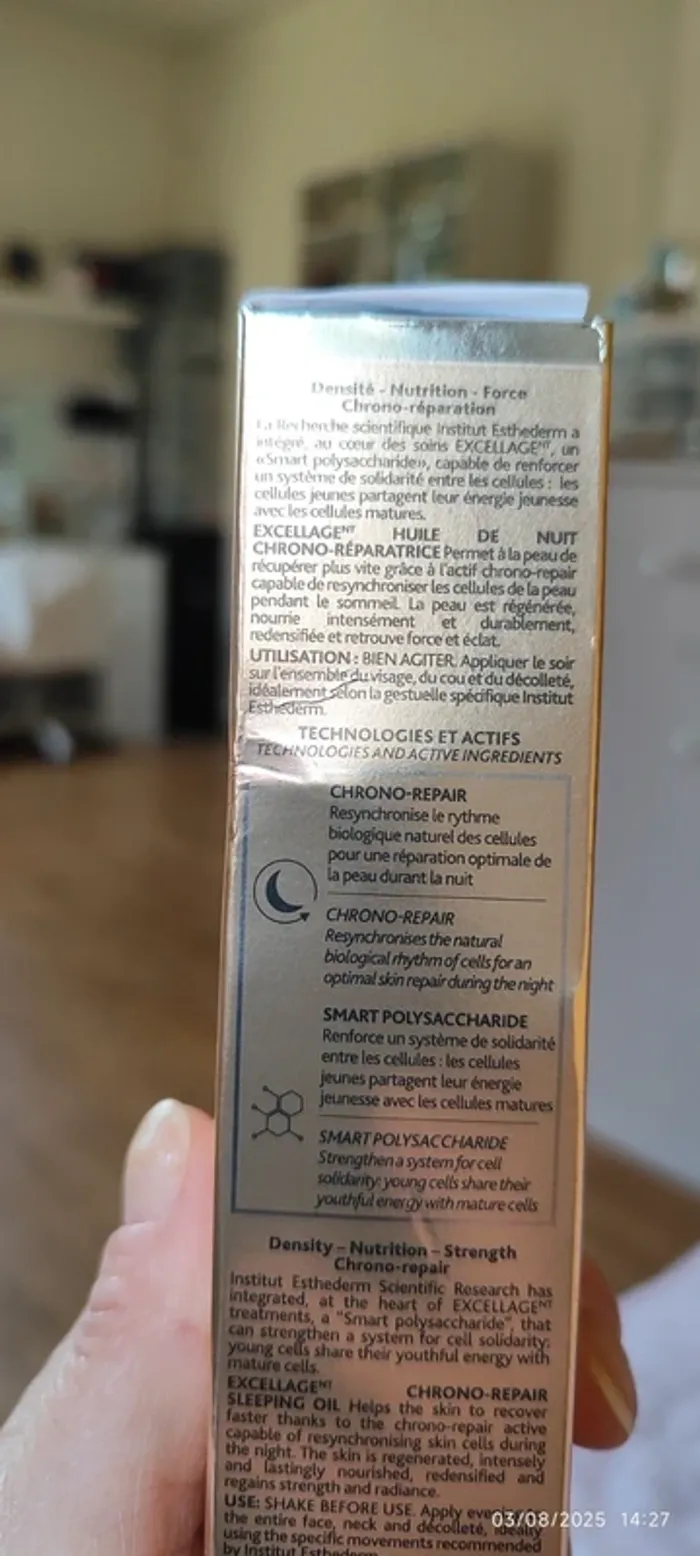 Densité - Nutrition - Force
Chrono-réparation
La Recherche scientifique Institut Esthederm a
intégré, au cœur des soins EXCELLAGEᴺᵀ, un
«Smart polysaccharide», capable de renforcer
un système de solidarité entre les cellules : les
cellules jeunes partagent leur énergie jeunesse
avec les cellules matures.
EXCELLAGEᴺᵀ HUILE DE NUIT
CHRONO-RÉPARATRICE Permet à la peau de
récupérer plus vite grâce à l'actif chrono-repair
capable de resynchroniser les cellules de la peau
pendant le sommeil. La peau est régénérée,
nourrie intensément et durablement,
redensifiée et retrouve force et éclat.
UTILISATION : BIEN AGITER. Appliquer le soir
sur l'ensemble du visage, du cou et du décolleté,
idéalement selon la gestuelle spécifique Institut
Esthederm.
TECHNOLOGIES ET ACTIFS
TECHNOLOGIES AND ACTIVE INGREDIENTS
CHRONO-REPAIR
Resynchronise le rythme
biologique naturel des cellules
pour une réparation optimale de
la peau durant la nuit
CHRONO-REPAIR
Resynchronises the natural
biological rhythm of cells for an
optimal skin repair during the night
SMART POLYSACCHARIDE
Renforce un système de solidarité
entre les cellules : les cellules
jeunes partagent leur énergie
jeunesse avec les cellules matures
SMART POLYSACCHARIDE
Strengthen a system for cell
solidarity: young cells share their
youthful energy with mature cells
Density – Nutrition – Strength
Chrono-repair
Institut Esthederm Scientific Research has
integrated, at the heart of EXCELLAGEᴺᵀ
treatments, a "Smart polysaccharide", that
can strengthen a system for cell solidarity:
young cells share their youthful energy with
mature cells.
EXCELLAGEᴺᵀ CHRONO-REPAIR
SLEEPING OIL Helps the skin to recover
faster thanks to the chrono-repair active
capable of resynchronising skin cells during
the night. The skin is regenerated, intensely
and lastingly nourished, redensified and
regains strength and radiance.
USE: SHAKE BEFORE USE. Apply
the entire face, neck and décolleté, ideally
using the specific movements recommended
by Institut Esthederm
03/08/2025 14:27